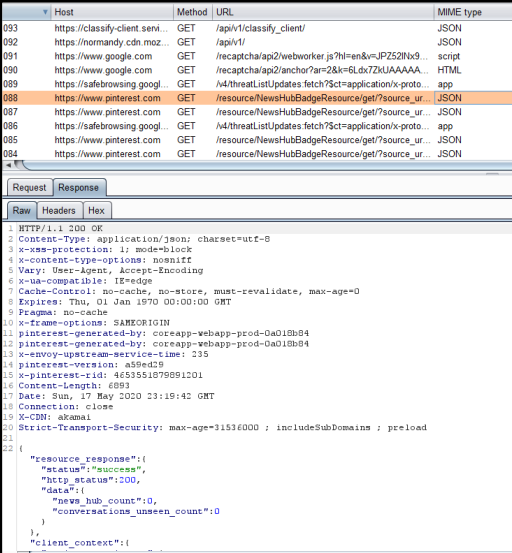 Host Method URL MIME type
093 https://classify-client.servi... GET /api/v1/classify_client/ JSON
092 https://normandy.cdn.moz... GET /api/v1/ JSON
091 https://www.google.com GET /recaptcha/api2/webworker.js?hl=en&v=JPZ52lNx9... script
090 https://www.google.com GET /recaptcha/api2/anchor?ar=2&k=6Ldx7ZkUAAAAA... HTML
089 https://safebrowsing.googl... GET /v4/threatListUpdates:fetch?$ct=application/x-proto... app
088 https://www.pinterest.com GET /resource/NewsHubBadgeResource/get/?source_ur... JSON
087 https://www.pinterest.com GET /resource/NewsHubBadgeResource/get/?source_ur... JSON
086 https://safebrowsing.googl... GET /v4/threatListUpdates:fetch?$ct=application/x-proto... app
085 https://www.pinterest.com GET /resource/NewsHubBadgeResource/get/?source_ur... JSON
084 https://www.pinterest.com GET /resource/NewsHubBadgeResource/get/?source_ur... JSON
Request Response
Raw Headers Hex
1 HTTP/1.1 200 OK
2 Content-Type: application/json; charset=utf-8
3 x-xss-protection: 1; mode=block
4 x-content-type-options: nosniff
5 Vary: User-Agent, Accept-Encoding
6 x-ua-compatible: IE=edge
7 Cache-Control: no-cache, no-store, must-revalidate, max-age=0
8 Expires: Thu, 01 Jan 1970 00:00:00 GMT
9 Pragma: no-cache
10 x-frame-options: SAMEORIGIN
11 pinterest-generated-by: coreapp-webapp-prod-0a018b84
12 pinterest-generated-by: coreapp-webapp-prod-0a018b84
13 x-envoy-upstream-service-time: 235
14 pinterest-version: a59ed29
15 x-pinterest-rid: 4653551879891201
16 Content-Length: 6893
17 Date: Sun, 17 May 2020 23:19:42 GMT
18 Connection: close
19 X-CDN: akamai
20 Strict-Transport-Security: max-age=31536000 ; includeSubDomains ; preload
21
22 {
"resource_response":{
"status":"success",
"http_status":200,
"data":{
"news_hub_count":0,
"conversations_unseen_count":0
}
},
"client_context":{